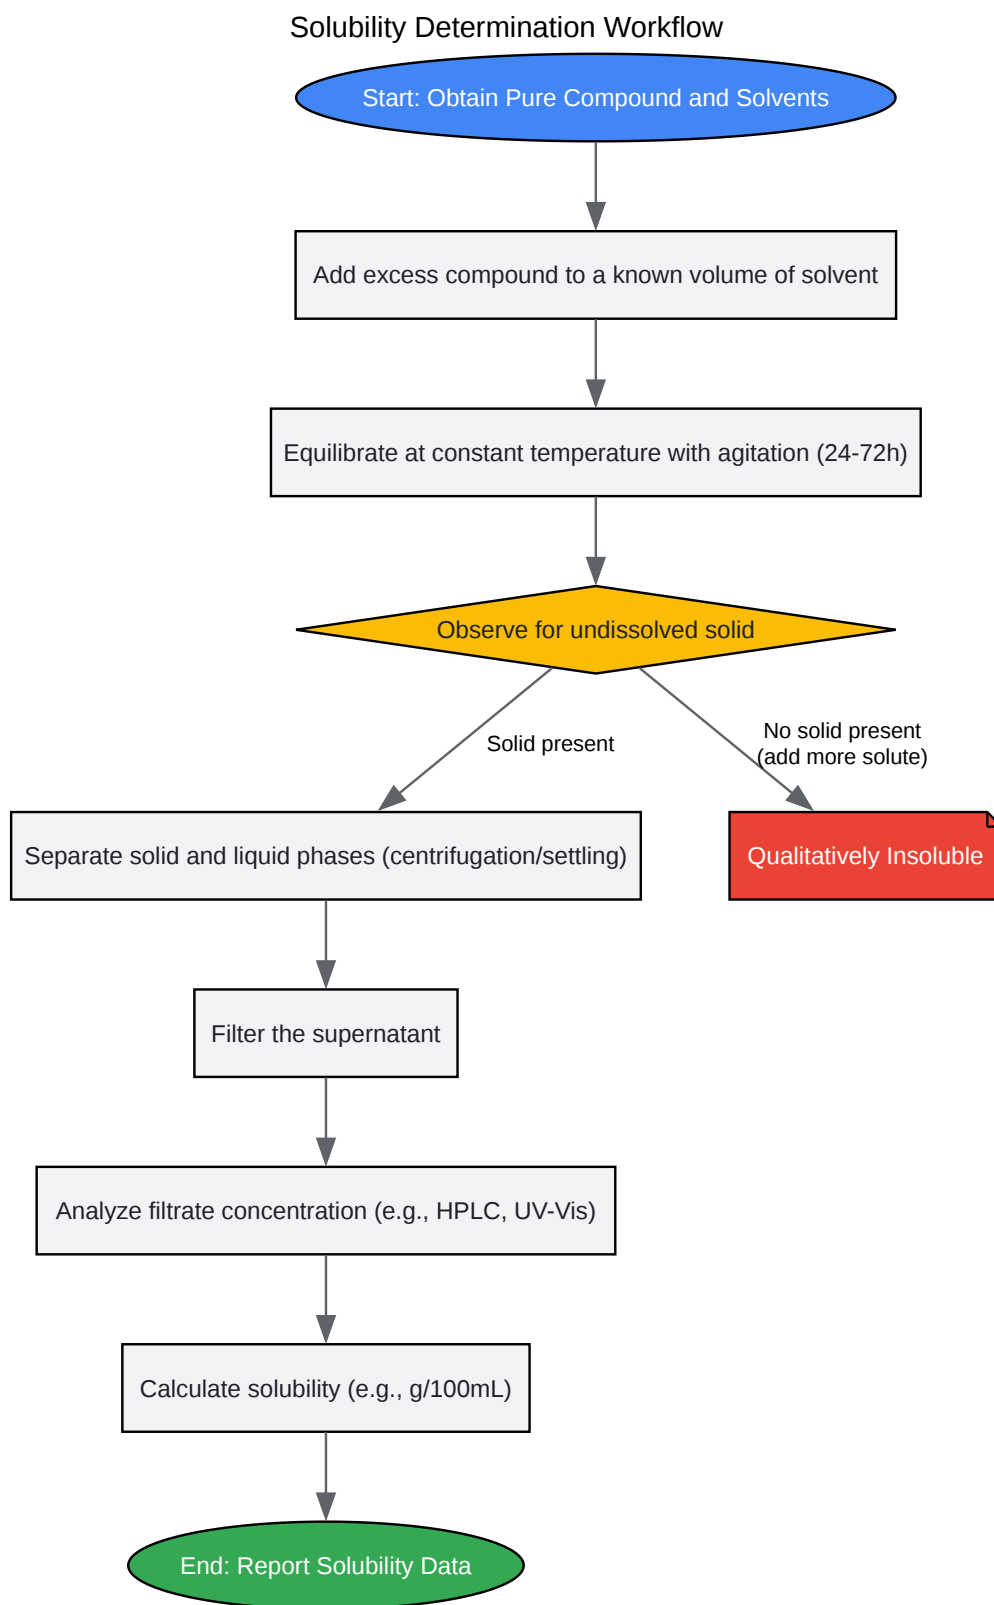 Solubility Determination Workflow
Start: Obtain Pure Compound and Solvents
Add excess compound to a known volume of solvent
Equilibrate at constant temperature with agitation (24-72h)
Observe for undissolved solid
Solid present
No solid present
(add more solute)
Separate solid and liquid phases (centrifugation/settling)
Qualitatively Insoluble
Filter the supernatant
Analyze filtrate concentration (e.g., HPLC, UV-Vis)
Calculate solubility (e.g., g/100mL)
End: Report Solubility Data